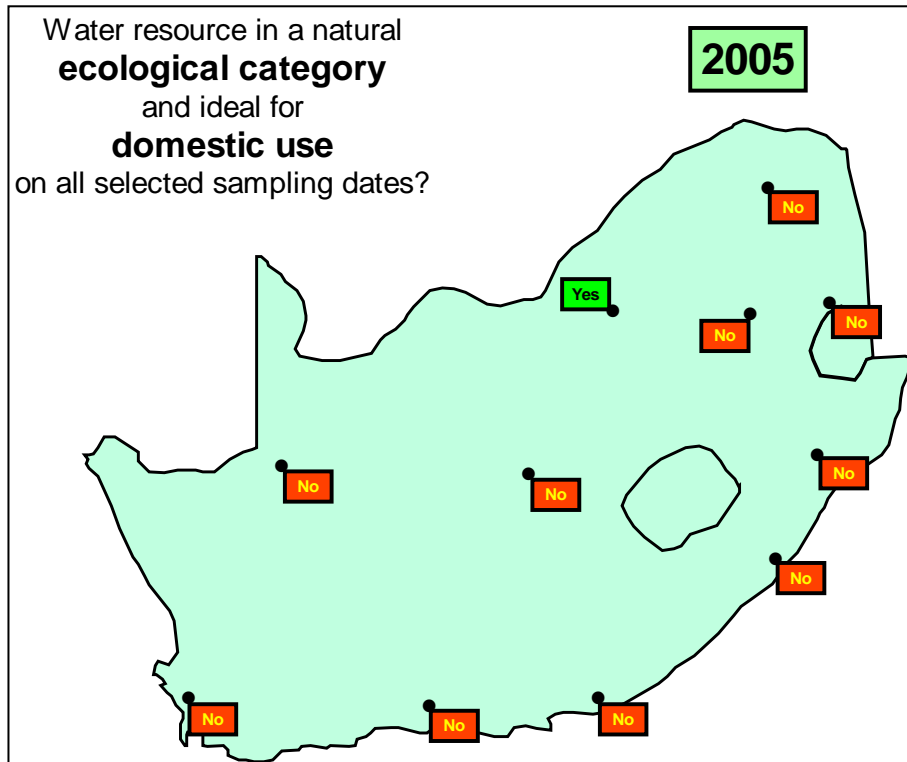 Water resource in a natural
ecological category
and ideal for
domestic use
on all selected sampling dates?
2005
No
Yes
No
No
No
No
No
No
No
No
No